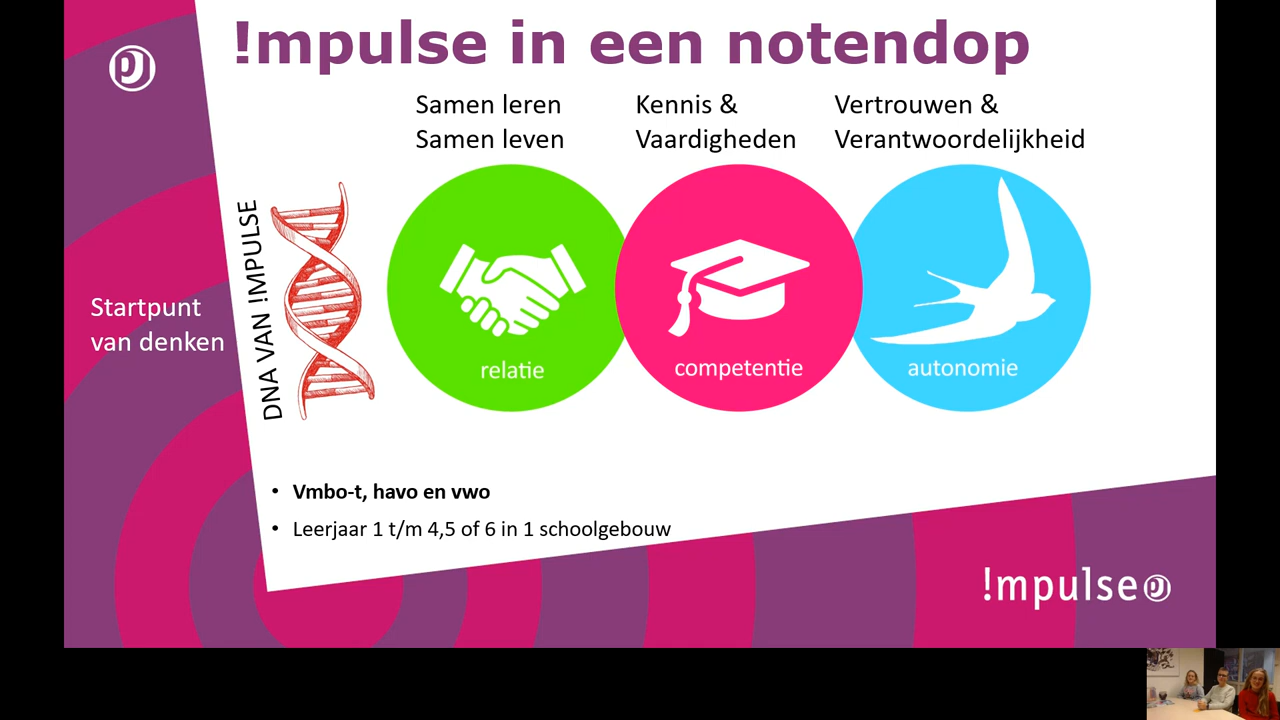 !mpulse in een notendop
Samen leren
Samen leven
Kennis &
Vaardigheden
Vertrouwen &
Verantwoordelijkheid
Startpunt
van denken
DNA VAN !MPULSE
relatie
competentie
autonomie
• Vmbo-t, havo en vwo
• Leerjaar 1 t/m 4,5 of 6 in 1 schoolgebouw
!mpulse